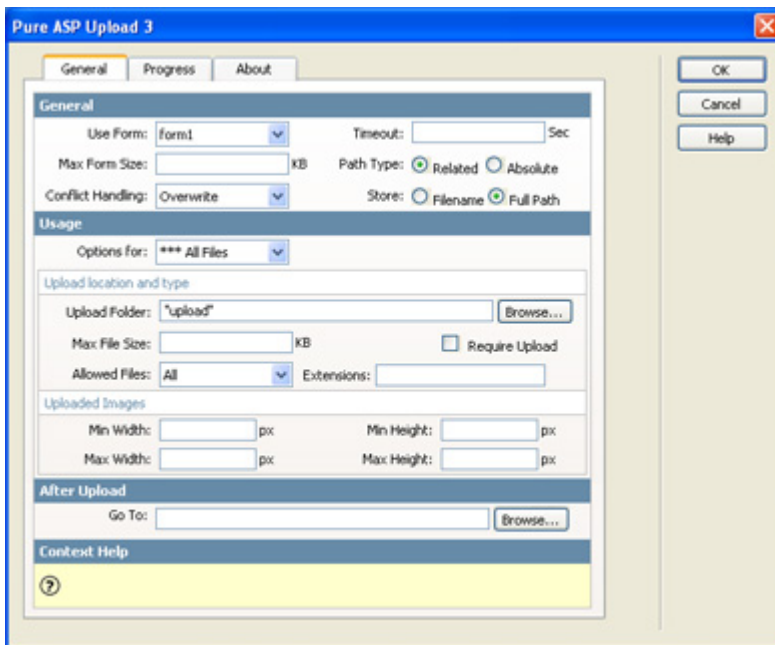 Pure ASP Upload 3
General Progress About
OK
Cancel
Help
General
Use Form: form1 Timeout: Sec
Max Form Size: KB Path Type: Related Absolute
Conflict Handling: Overwrite Store: Filename Full Path
Usage
Options for: *** All Files
Upload location and type
Upload Folder: "upload" Browse...
Max File Size: KB Require Upload
Allowed Files: All Extensions:
Uploaded Images
Min Width: px Min Height: px
Max Width: px Max Height: px
After Upload
Go To: Browse...
Context Help
?